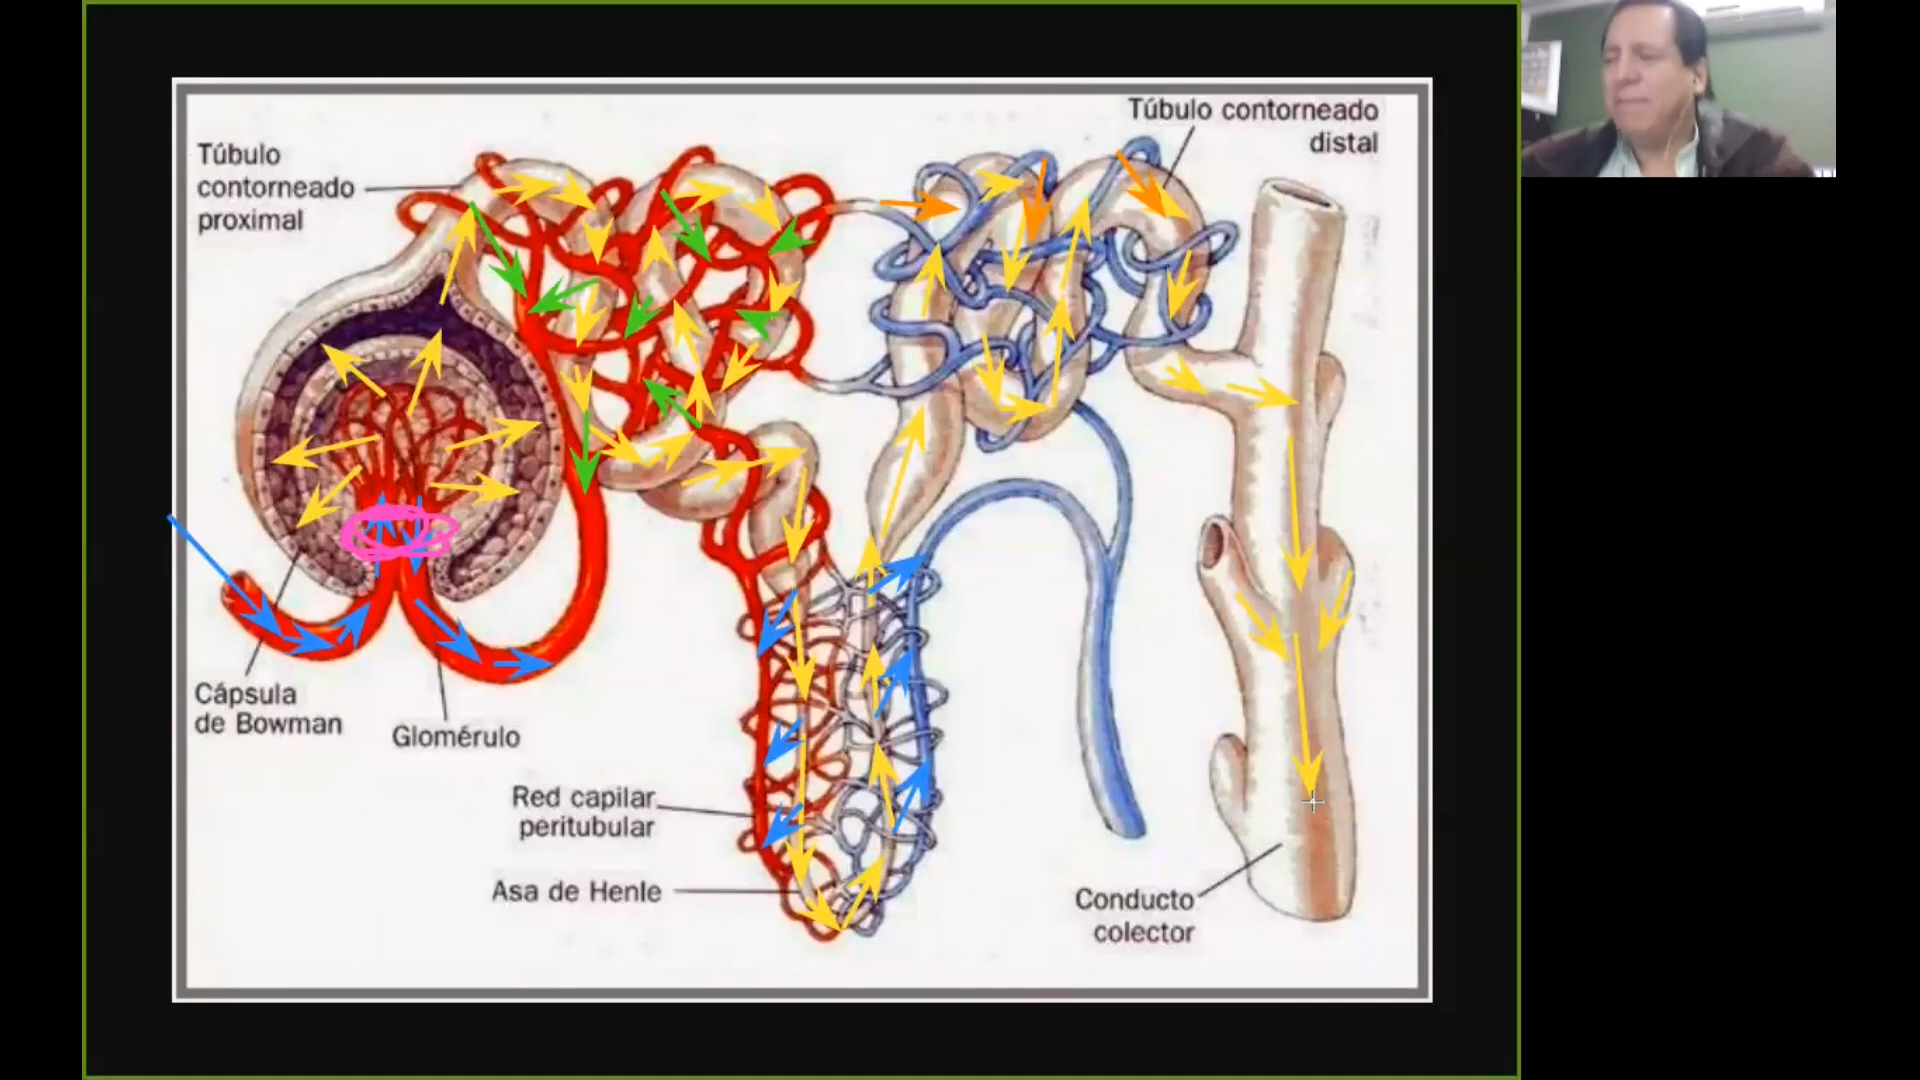 Túbulo
contorneado
proximal
Túbulo contorneado
distal
Cápsula
de Bowman
Glomérulo
Red capilar
peritubular
Asa de Henle
Conducto
colector